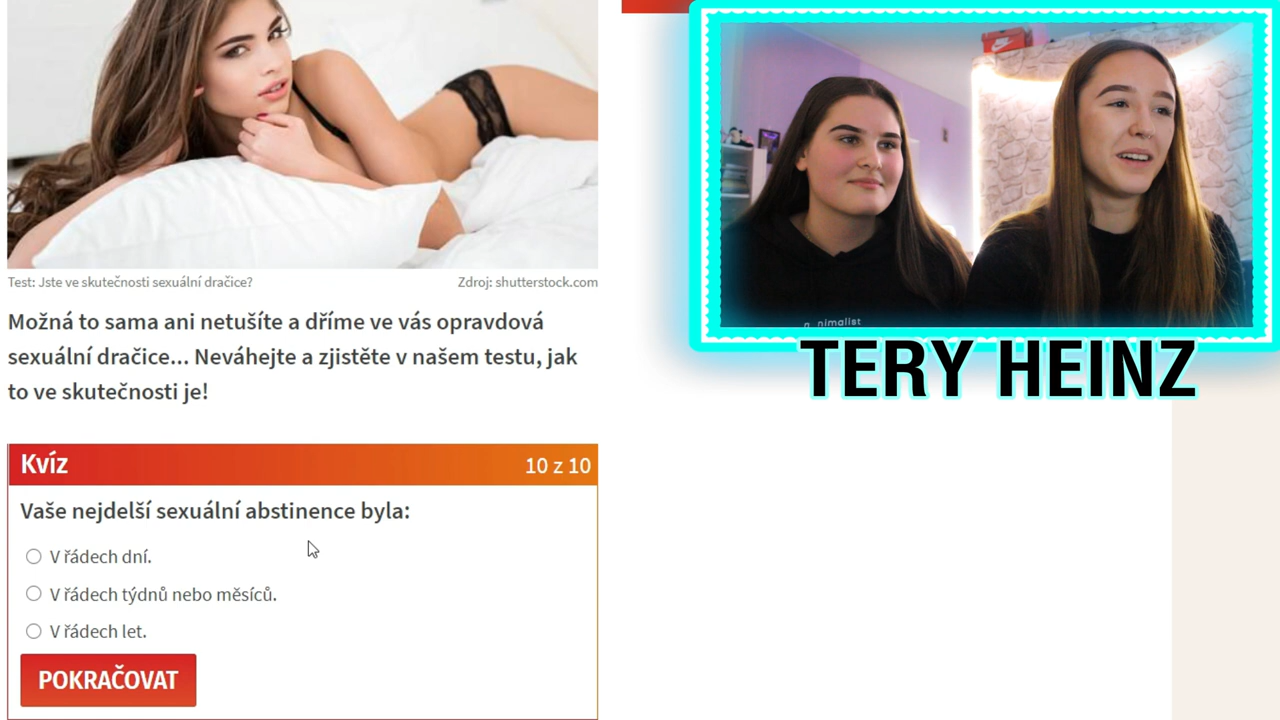 Test: Jste ve skutečnosti sexuální dračice?
Zdroj: shutterstock.com
Možná to sama ani netušíte a dříme ve vás opravdová
sexuální dračice... Neváhejte a zjistěte v našem testu, jak
to ve skutečnosti je!
Kvíz
10 z 10
Vaše nejdelší sexuální abstinence byla:
V řádech dní.
V řádech týdnů nebo měsíců.
V řádech let.
POKRAČOVAT
TERY HEINZ